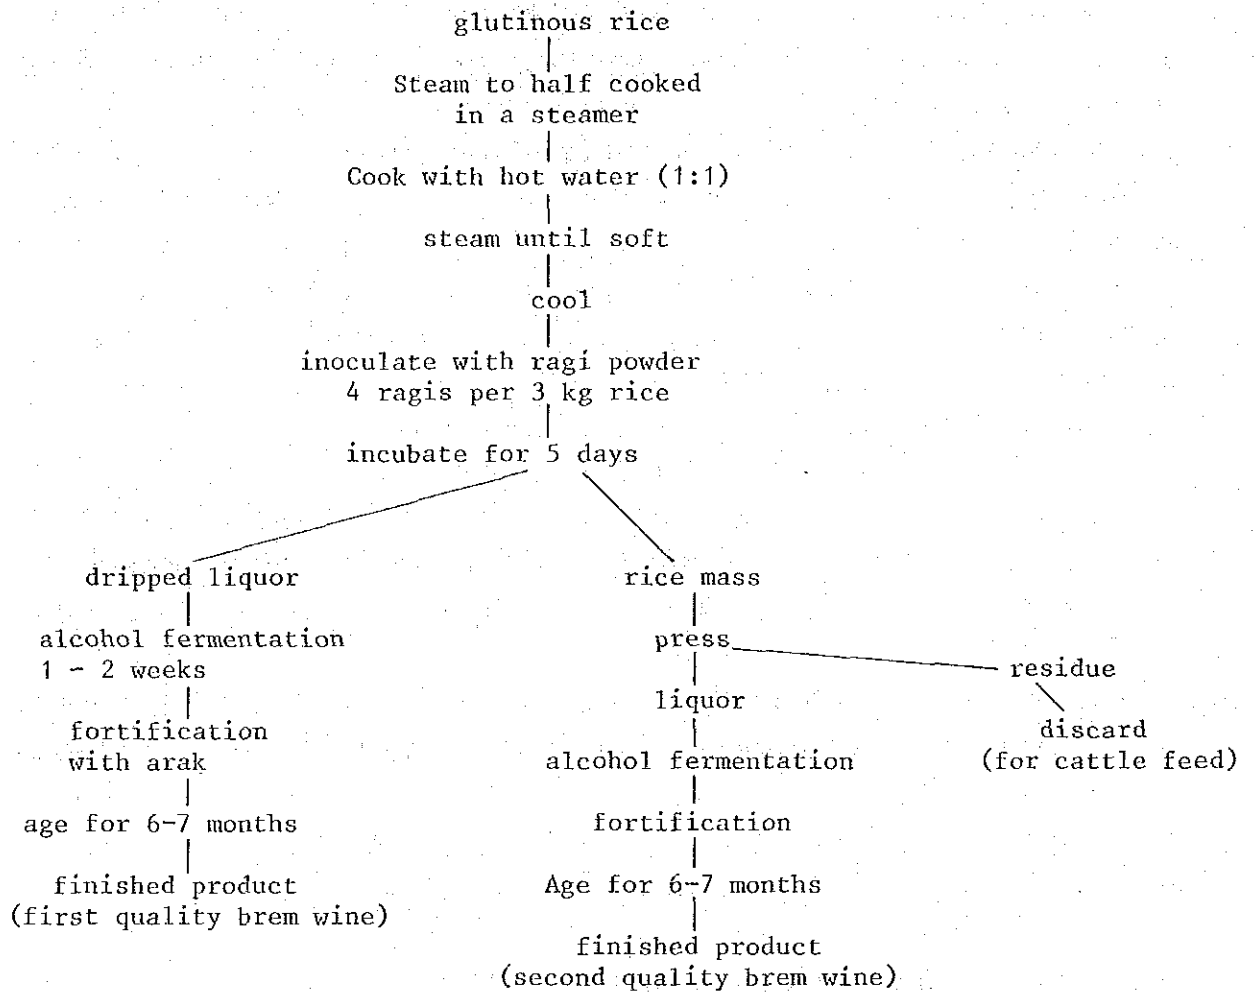 glutinous rice
Steam to half cooked
in a steamer
Cook with hot water (1:1)
steam until soft
cool
inoculate with ragi powder
4 ragis per 3 kg rice
incubate for 5 days
dripped liquor
alcohol fermentation
1 - 2 weeks
fortification
with arak
age for 6-7 months
finished product
(first quality brem wine)
rice mass
press
liquor
alcohol fermentation
fortification
Age for 6-7 months
finished product
(second quality brem wine)
residue
discard
(for cattle feed)